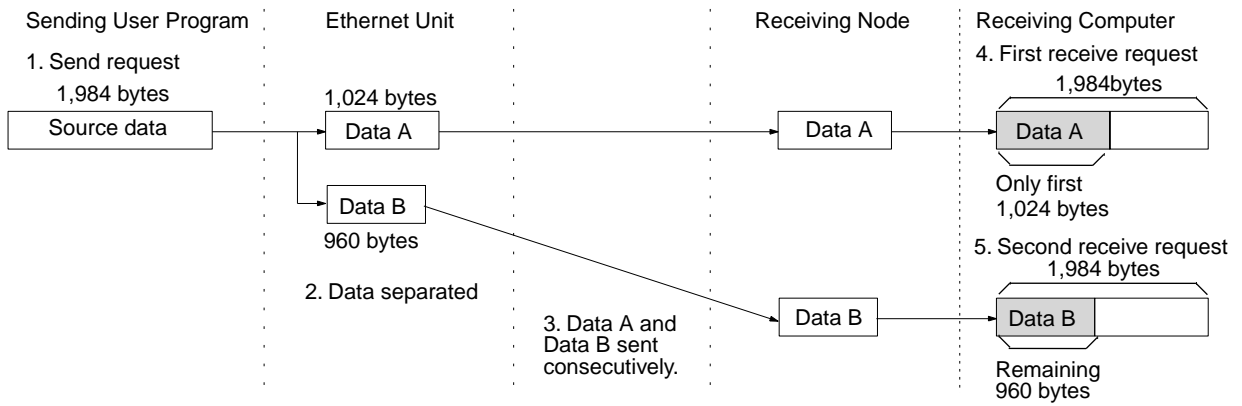 Sending User Program
Ethernet Unit
Receiving Node
Receiving Computer
1. Send request
1,984 bytes
Source data
1,024 bytes
Data A
Data B
960 bytes
2. Data separated
3. Data A and
Data B sent
consecutively.
Data A
Data B
4. First receive request
1,984bytes
Data A
Only first
1,024 bytes
5. Second receive request
1,984 bytes
Data B
Remaining
960 bytes